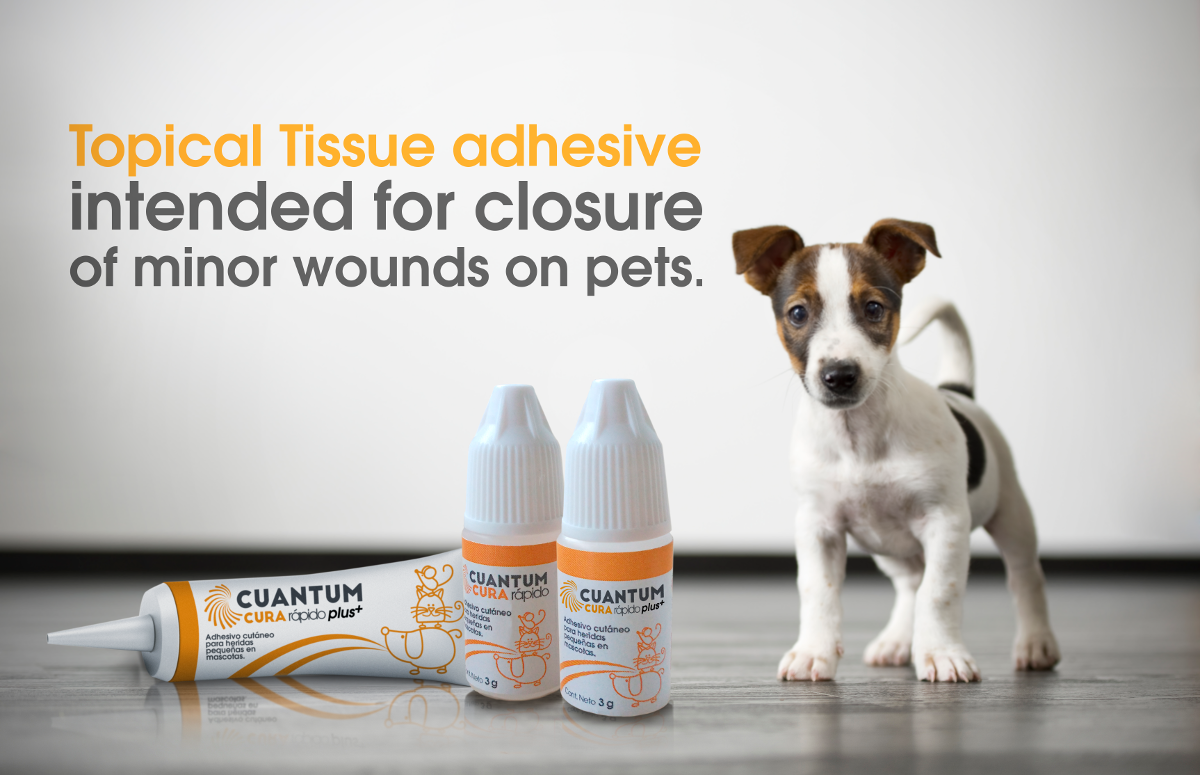 Topical Tissue adhesive
intended for closure
of minor wounds on pets.
CUANTUM
CURA rápido plus+
Adhesivo cutáneo
para heridas
pequeñas en
mascotas.
CUANTUM
CURA rápido
Adhesivo cutáneo
para heridas
pequeñas en
mascotas.
Neto 3 g
CUANTUM
CURA rápido plus+
Adhesivo cutáneo
para heridas
pequeñas en
mascotas.
Cont. Neto 3 g